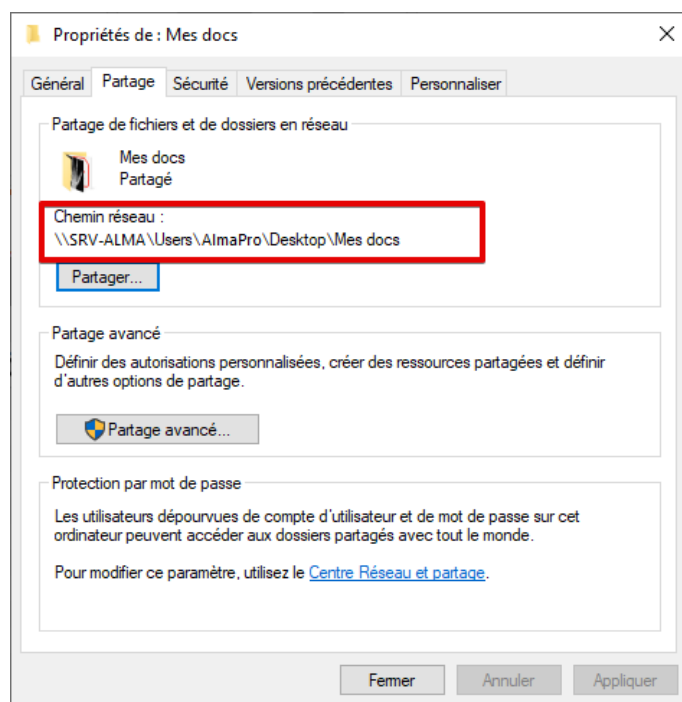 Propriétés de : Mes docs
Général Partage Sécurité Versions précédentes Personnaliser
Partage de fichiers et de dossiers en réseau
Mes docs
Partagé
Chemin réseau :
\\SRV-ALMA\Users\AlmaPro\Desktop\Mes docs
Partager...
Partage avancé
Définir des autorisations personnalisées, créer des ressources partagées et définir
d'autres options de partage.
Partage avancé...
Protection par mot de passe
Les utilisateurs dépourvues de compte d'utilisateur et de mot de passe sur cet
ordinateur peuvent accéder aux dossiers partagés avec tout le monde.
Pour modifier ce paramètre, utilisez le Centre Réseau et partage.
Fermer Annuler Appliquer